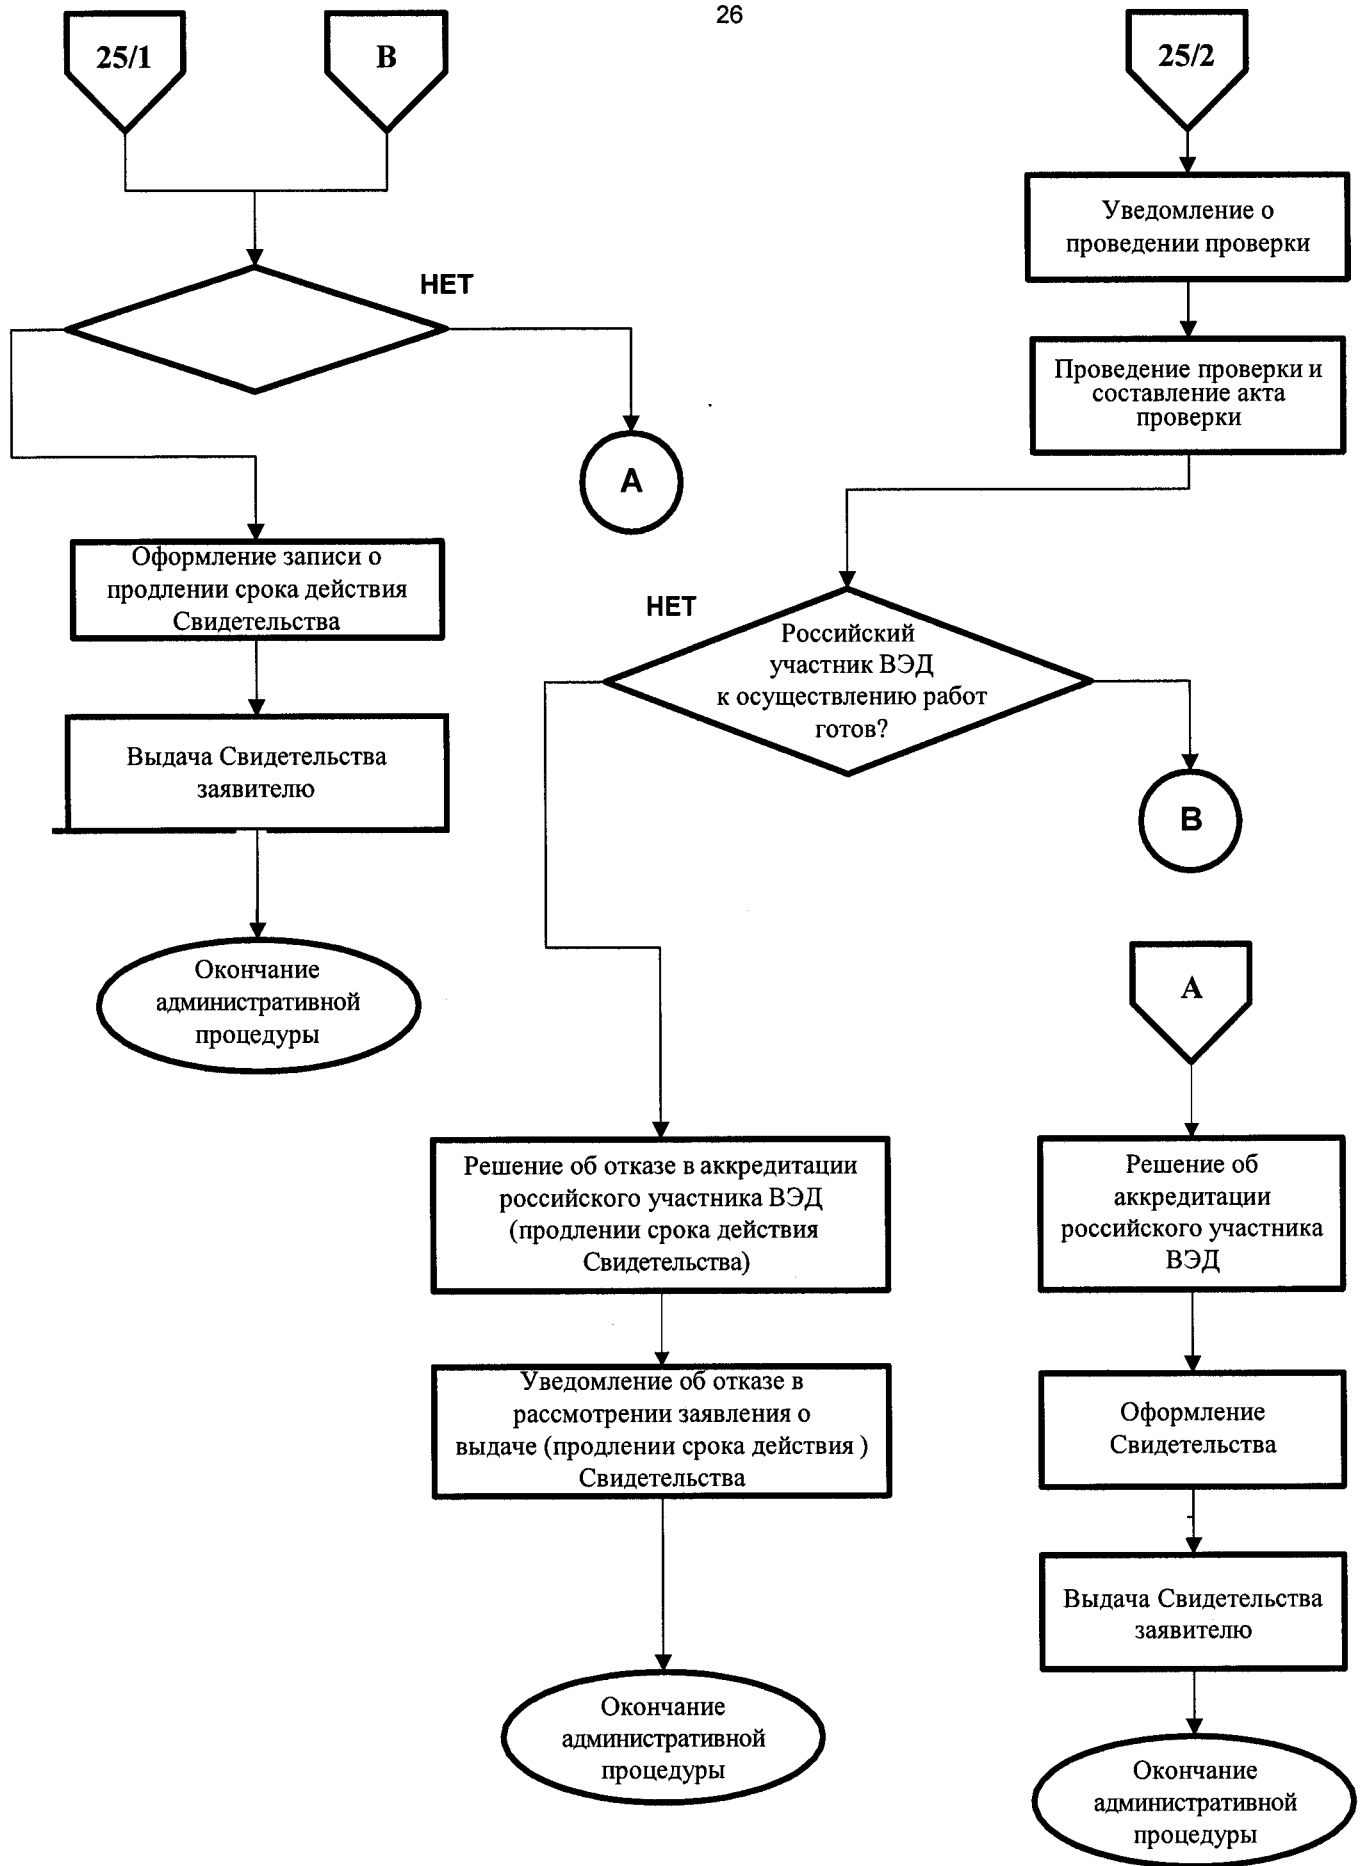 26
25/1
В
25/2
Уведомление о
проведении проверки
НЕТ
Проведение проверки и
составление акта
проверки
А
Оформление записи о
продлении срока действия
Свидетельства
НЕТ
Российский
участник ВЭД
к осуществлению работ
готов?
Выдача Свидетельства
заявителю
В
Окончание
административной
процедуры
А
Решение об отказе в аккредитации
российского участника ВЭД
(продлении срока действия
Свидетельства)
Решение об
аккредитации
российского участника
ВЭД
Уведомление об отказе в
рассмотрении заявления о
выдаче (продлении срока действия )
Свидетельства
Оформление
Свидетельства
Выдача Свидетельства
заявителю
Окончание
административной
процедуры
Окончание
административной
процедуры